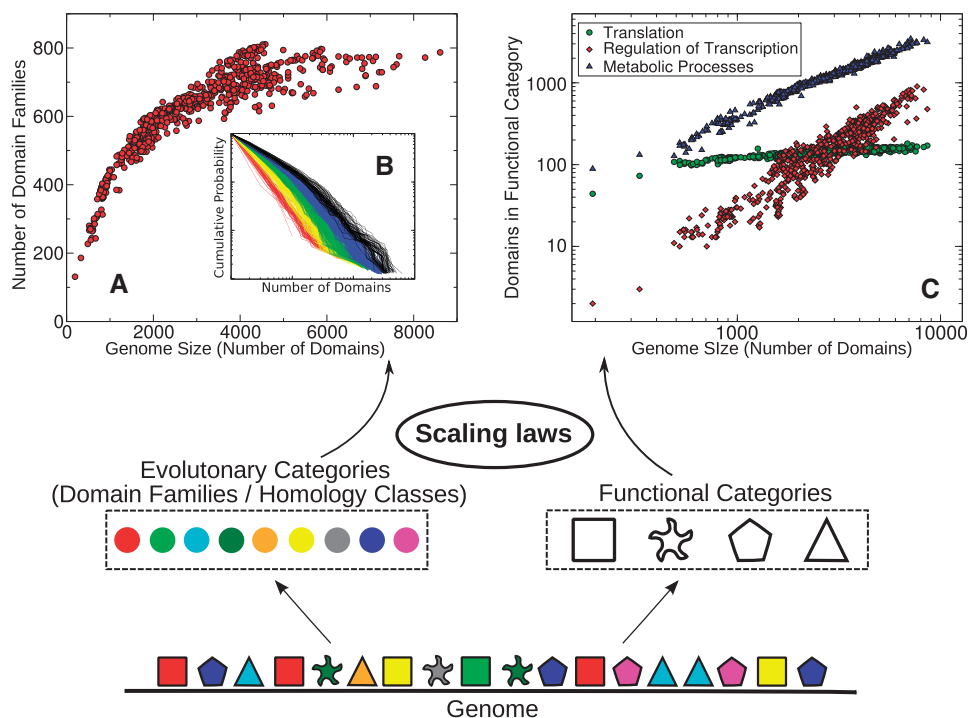 Number of Domain Families
800
600
400
200
0
0
2000
4000
6000
8000
Genome Size (Number of Domains)
A
Cumulative Probability
B
Number of Domains
Domains in Functional Category
1000
100
10
Translation
Regulation of Transcription
Metabolic Processes
C
1000
10000
Genome SIze (Number of Domains)
Scaling laws
Evolutonary Categories
(Domain Families / Homology Classes)
Functional Categories
Genome